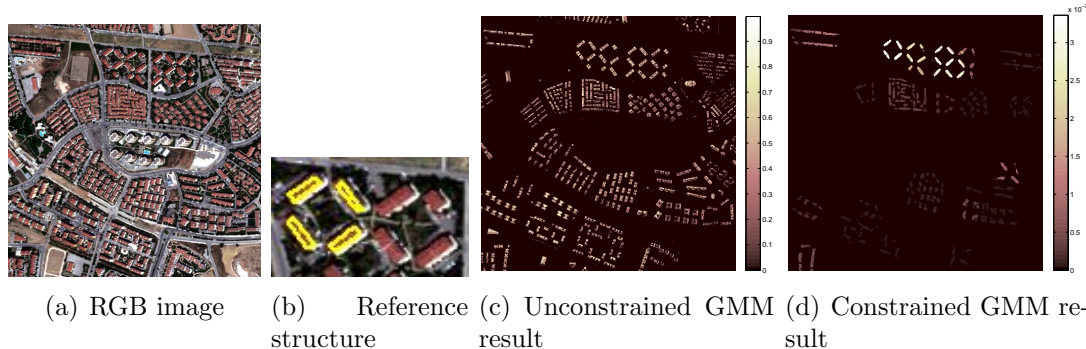 x 10⁻
0.9
0.8
0.7
0.6
0.5
0.4
0.3
0.2
0.1
0
3
2.5
2
1.5
1
0.5
0
(a) RGB image
(b) Reference
structure
(c) Unconstrained GMM
result
(d) Constrained GMM re-
sult